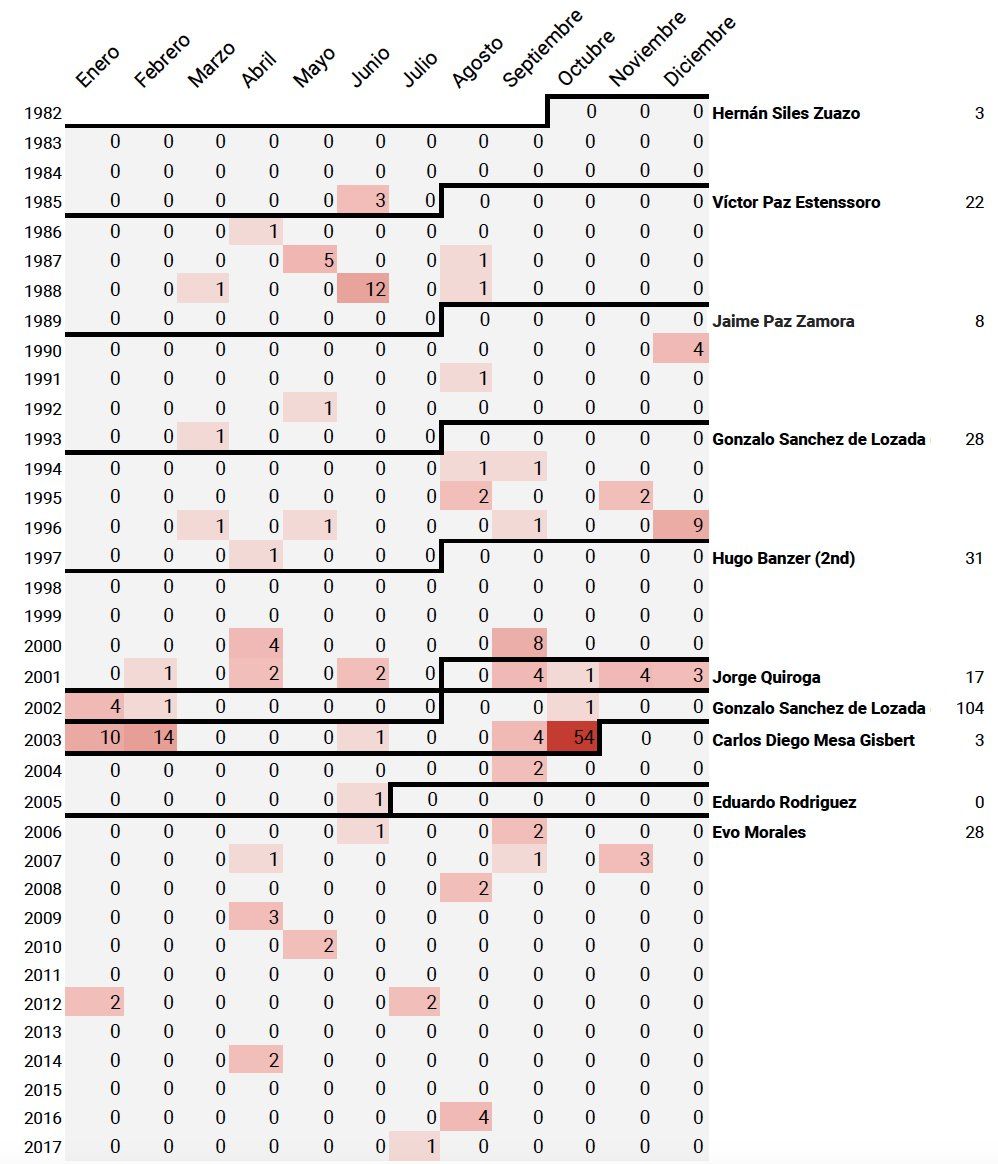 Enero Febrero Marzo Abril Mayo Junio Julio Agosto Septiembre Octubre Noviembre Diciembre
1982 0 0 0 Hernán Siles Zuazo 3
1983 0 0 0 0 0 0 0 0 0 0 0 0
1984 0 0 0 0 0 0 0 0 0 0 0 0
1985 0 0 0 0 0 3 0 0 0 0 0 0 Víctor Paz Estenssoro 22
1986 0 0 0 1 0 0 0 0 0 0 0 0
1987 0 0 0 0 5 0 0 1 0 0 0 0
1988 0 0 1 0 0 12 0 1 0 0 0 0
1989 0 0 0 0 0 0 0 0 0 0 0 0 Jaime Paz Zamora 8
1990 0 0 0 0 0 0 0 0 0 0 0 4
1991 0 0 0 0 0 0 0 1 0 0 0 0
1992 0 0 0 0 1 0 0 0 0 0 0 0
1993 0 0 1 0 0 0 0 0 0 0 0 0 Gonzalo Sanchez de Lozada 28
1994 0 0 0 0 0 0 0 1 1 0 0 0
1995 0 0 0 0 0 0 0 2 0 0 2 0
1996 0 0 1 0 1 0 0 0 1 0 0 9
1997 0 0 0 1 0 0 0 0 0 0 0 0 Hugo Banzer (2nd) 31
1998 0 0 0 0 0 0 0 0 0 0 0 0
1999 0 0 0 0 0 0 0 0 0 0 0 0
2000 0 0 0 4 0 0 0 0 8 0 0 0
2001 0 1 0 2 0 2 0 0 4 1 4 3 Jorge Quiroga 17
2002 4 1 0 0 0 0 0 0 0 1 0 0 Gonzalo Sanchez de Lozada 104
2003 10 14 0 0 0 1 0 0 4 54 0 0 Carlos Diego Mesa Gisbert 3
2004 0 0 0 0 0 0 0 0 2 0 0 0
2005 0 0 0 0 0 1 0 0 0 0 0 0 Eduardo Rodriguez 0
2006 0 0 0 0 0 1 0 0 2 0 0 0 Evo Morales 28
2007 0 0 0 1 0 0 0 0 1 0 3 0
2008 0 0 0 0 0 0 0 2 0 0 0 0
2009 0 0 0 3 0 0 0 0 0 0 0 0
2010 0 0 0 0 2 0 0 0 0 0 0 0
2011 0 0 0 0 0 0 0 0 0 0 0 0
2012 2 0 0 0 0 0 2 0 0 0 0 0
2013 0 0 0 0 0 0 0 0 0 0 0 0
2014 0 0 0 2 0 0 0 0 0 0 0 0
2015 0 0 0 0 0 0 0 0 0 0 0 0
2016 0 0 0 0 0 0 0 4 0 0 0 0
2017 0 0 0 0 0 0 1 0 0 0 0 0